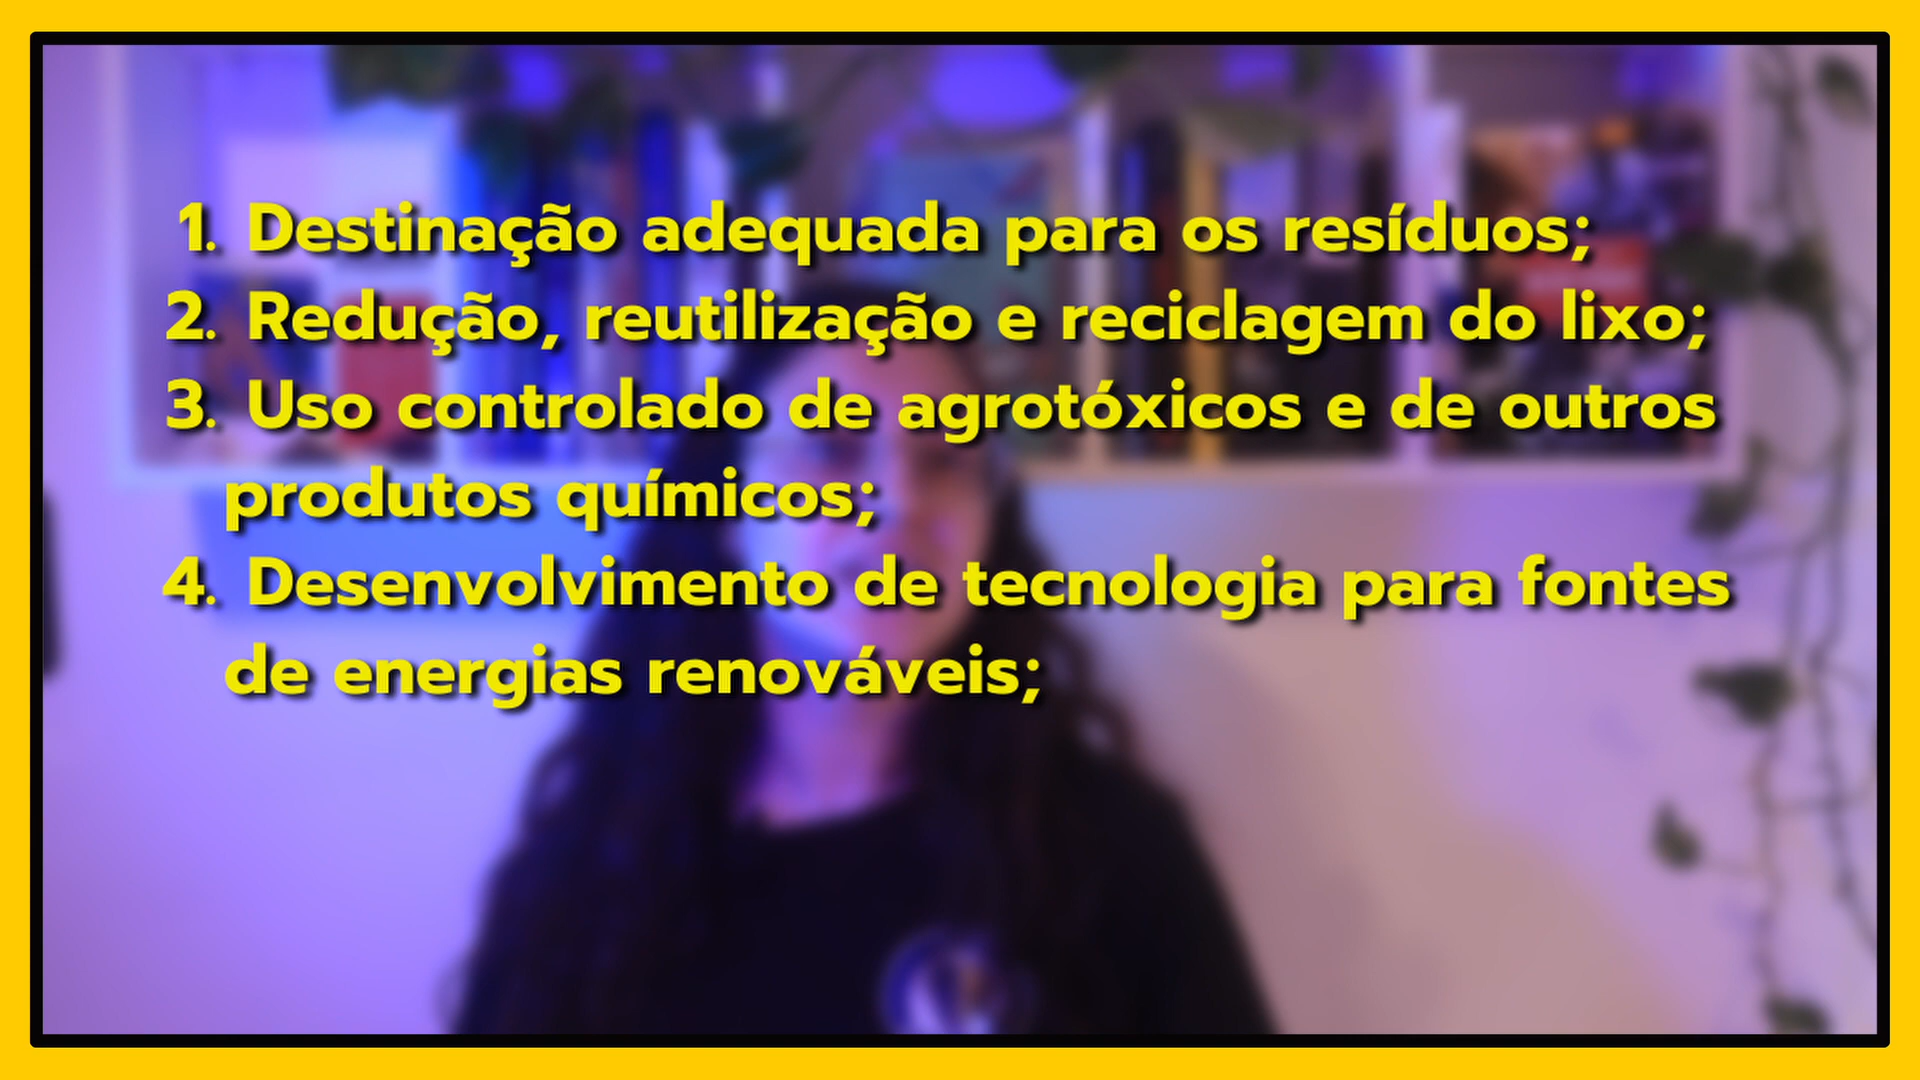 1. Destinação adequada para os resíduos;
2. Redução, reutilização e reciclagem do lixo;
3. Uso controlado de agrotóxicos e de outros
produtos químicos;
4. Desenvolvimento de tecnologia para fontes
de energias renováveis;